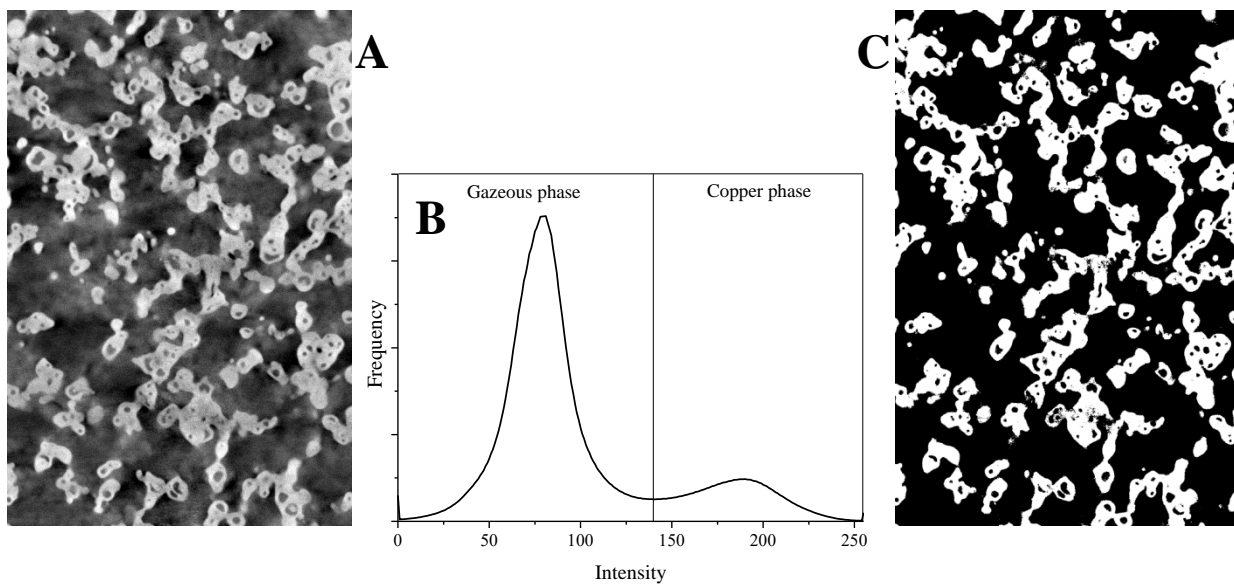 A
C
Gazeous phase
Copper phase
B
Frequency
0
50
100
150
200
250
Intensity